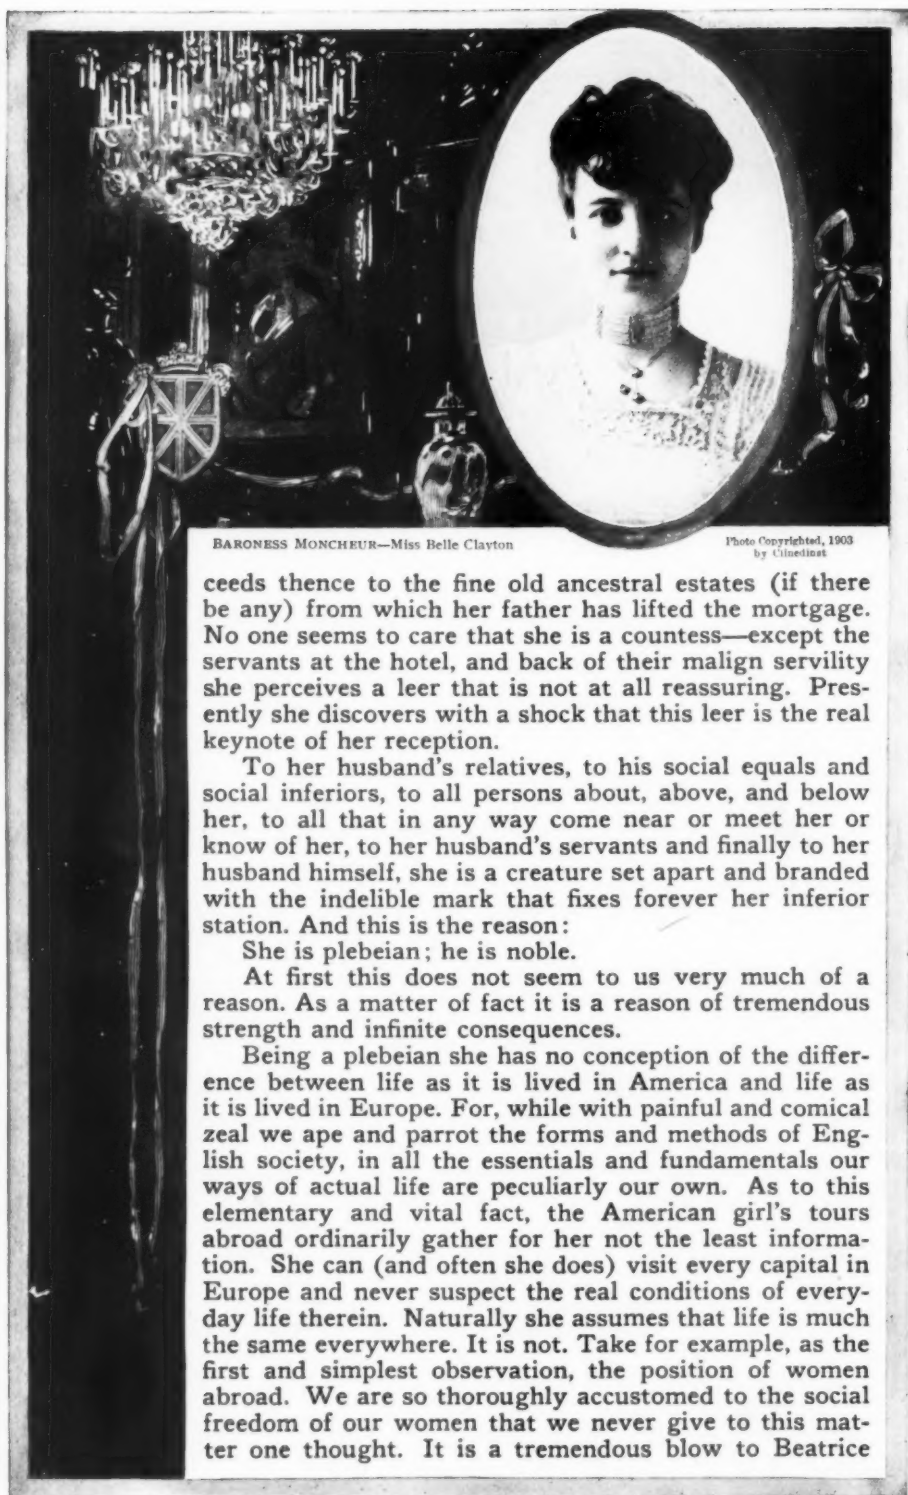 BARONESS MONCHEUR—Miss Belle Clayton
Photo Copyrighted, 1903
by Clinedinst
ceeds thence to the fine old ancestral estates (if there
be any) from which her father has lifted the mortgage.
No one seems to care that she is a countess—except the
servants at the hotel, and back of their malign servility
she perceives a leer that is not at all reassuring. Pres-
ently she discovers with a shock that this leer is the real
keynote of her reception.
To her husband's relatives, to his social equals and
social inferiors, to all persons about, above, and below
her, to all that in any way come near or meet her or
know of her, to her husband's servants and finally to her
husband himself, she is a creature set apart and branded
with the indelible mark that fixes forever her inferior
station. And this is the reason:
She is plebeian; he is noble.
At first this does not seem to us very much of a
reason. As a matter of fact it is a reason of tremendous
strength and infinite consequences.
Being a plebeian she has no conception of the differ-
ence between life as it is lived in America and life as
it is lived in Europe. For, while with painful and comical
zeal we ape and parrot the forms and methods of Eng-
lish society, in all the essentials and fundamentals our
ways of actual life are peculiarly our own. As to this
elementary and vital fact, the American girl's tours
abroad ordinarily gather for her not the least informa-
tion. She can (and often she does) visit every capital in
Europe and never suspect the real conditions of every-
day life therein. Naturally she assumes that life is much
the same everywhere. It is not. Take for example, as the
first and simplest observation, the position of women
abroad. We are so thoroughly accustomed to the social
freedom of our women that we never give to this mat-
ter one thought. It is a tremendous blow to Beatrice